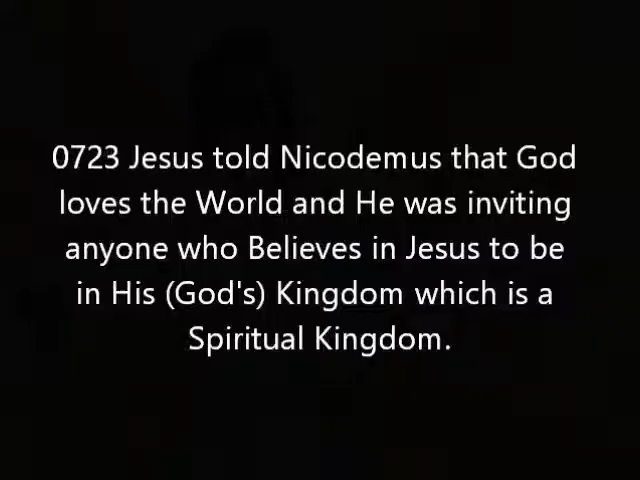 0723 Jesus told Nicodemus that God
loves the World and He was inviting
anyone who Believes in Jesus to be
in His (God's) Kingdom which is a
Spiritual Kingdom.